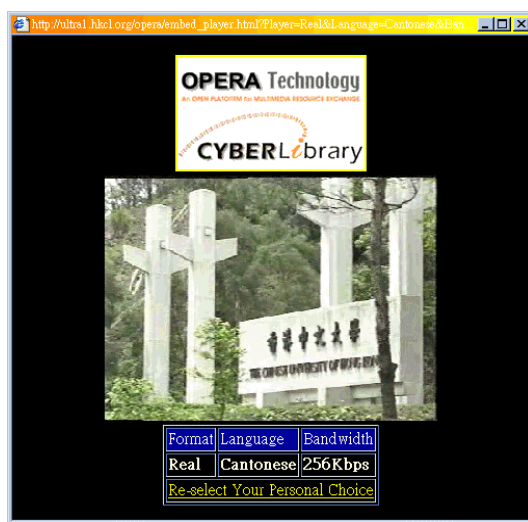 http://ultra1.hkcl.org/opera/embed_player.html?Player=Real&Language=Cantonese&Ban
OPERA Technology
An OPEN PLATFORM for MULTIMEDIA RESOURCE EXCHANGE
CYBERLibrary
香港中文大學
THE CHINESE UNIVERSITY OF HONG KONG
Format Language Bandwidth
Real Cantonese 256Kbps
Re-select Your Personal Choice